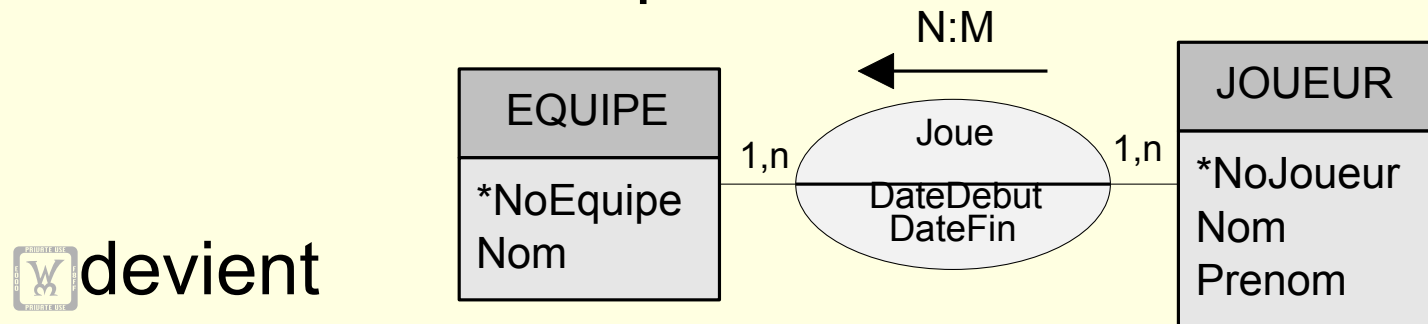 N:M
EQUIPE
*NoEquipe
Nom
1,n
Joue
DateDebut
DateFin
1,n
JOUEUR
*NoJoueur
Nom
Prenom
devient